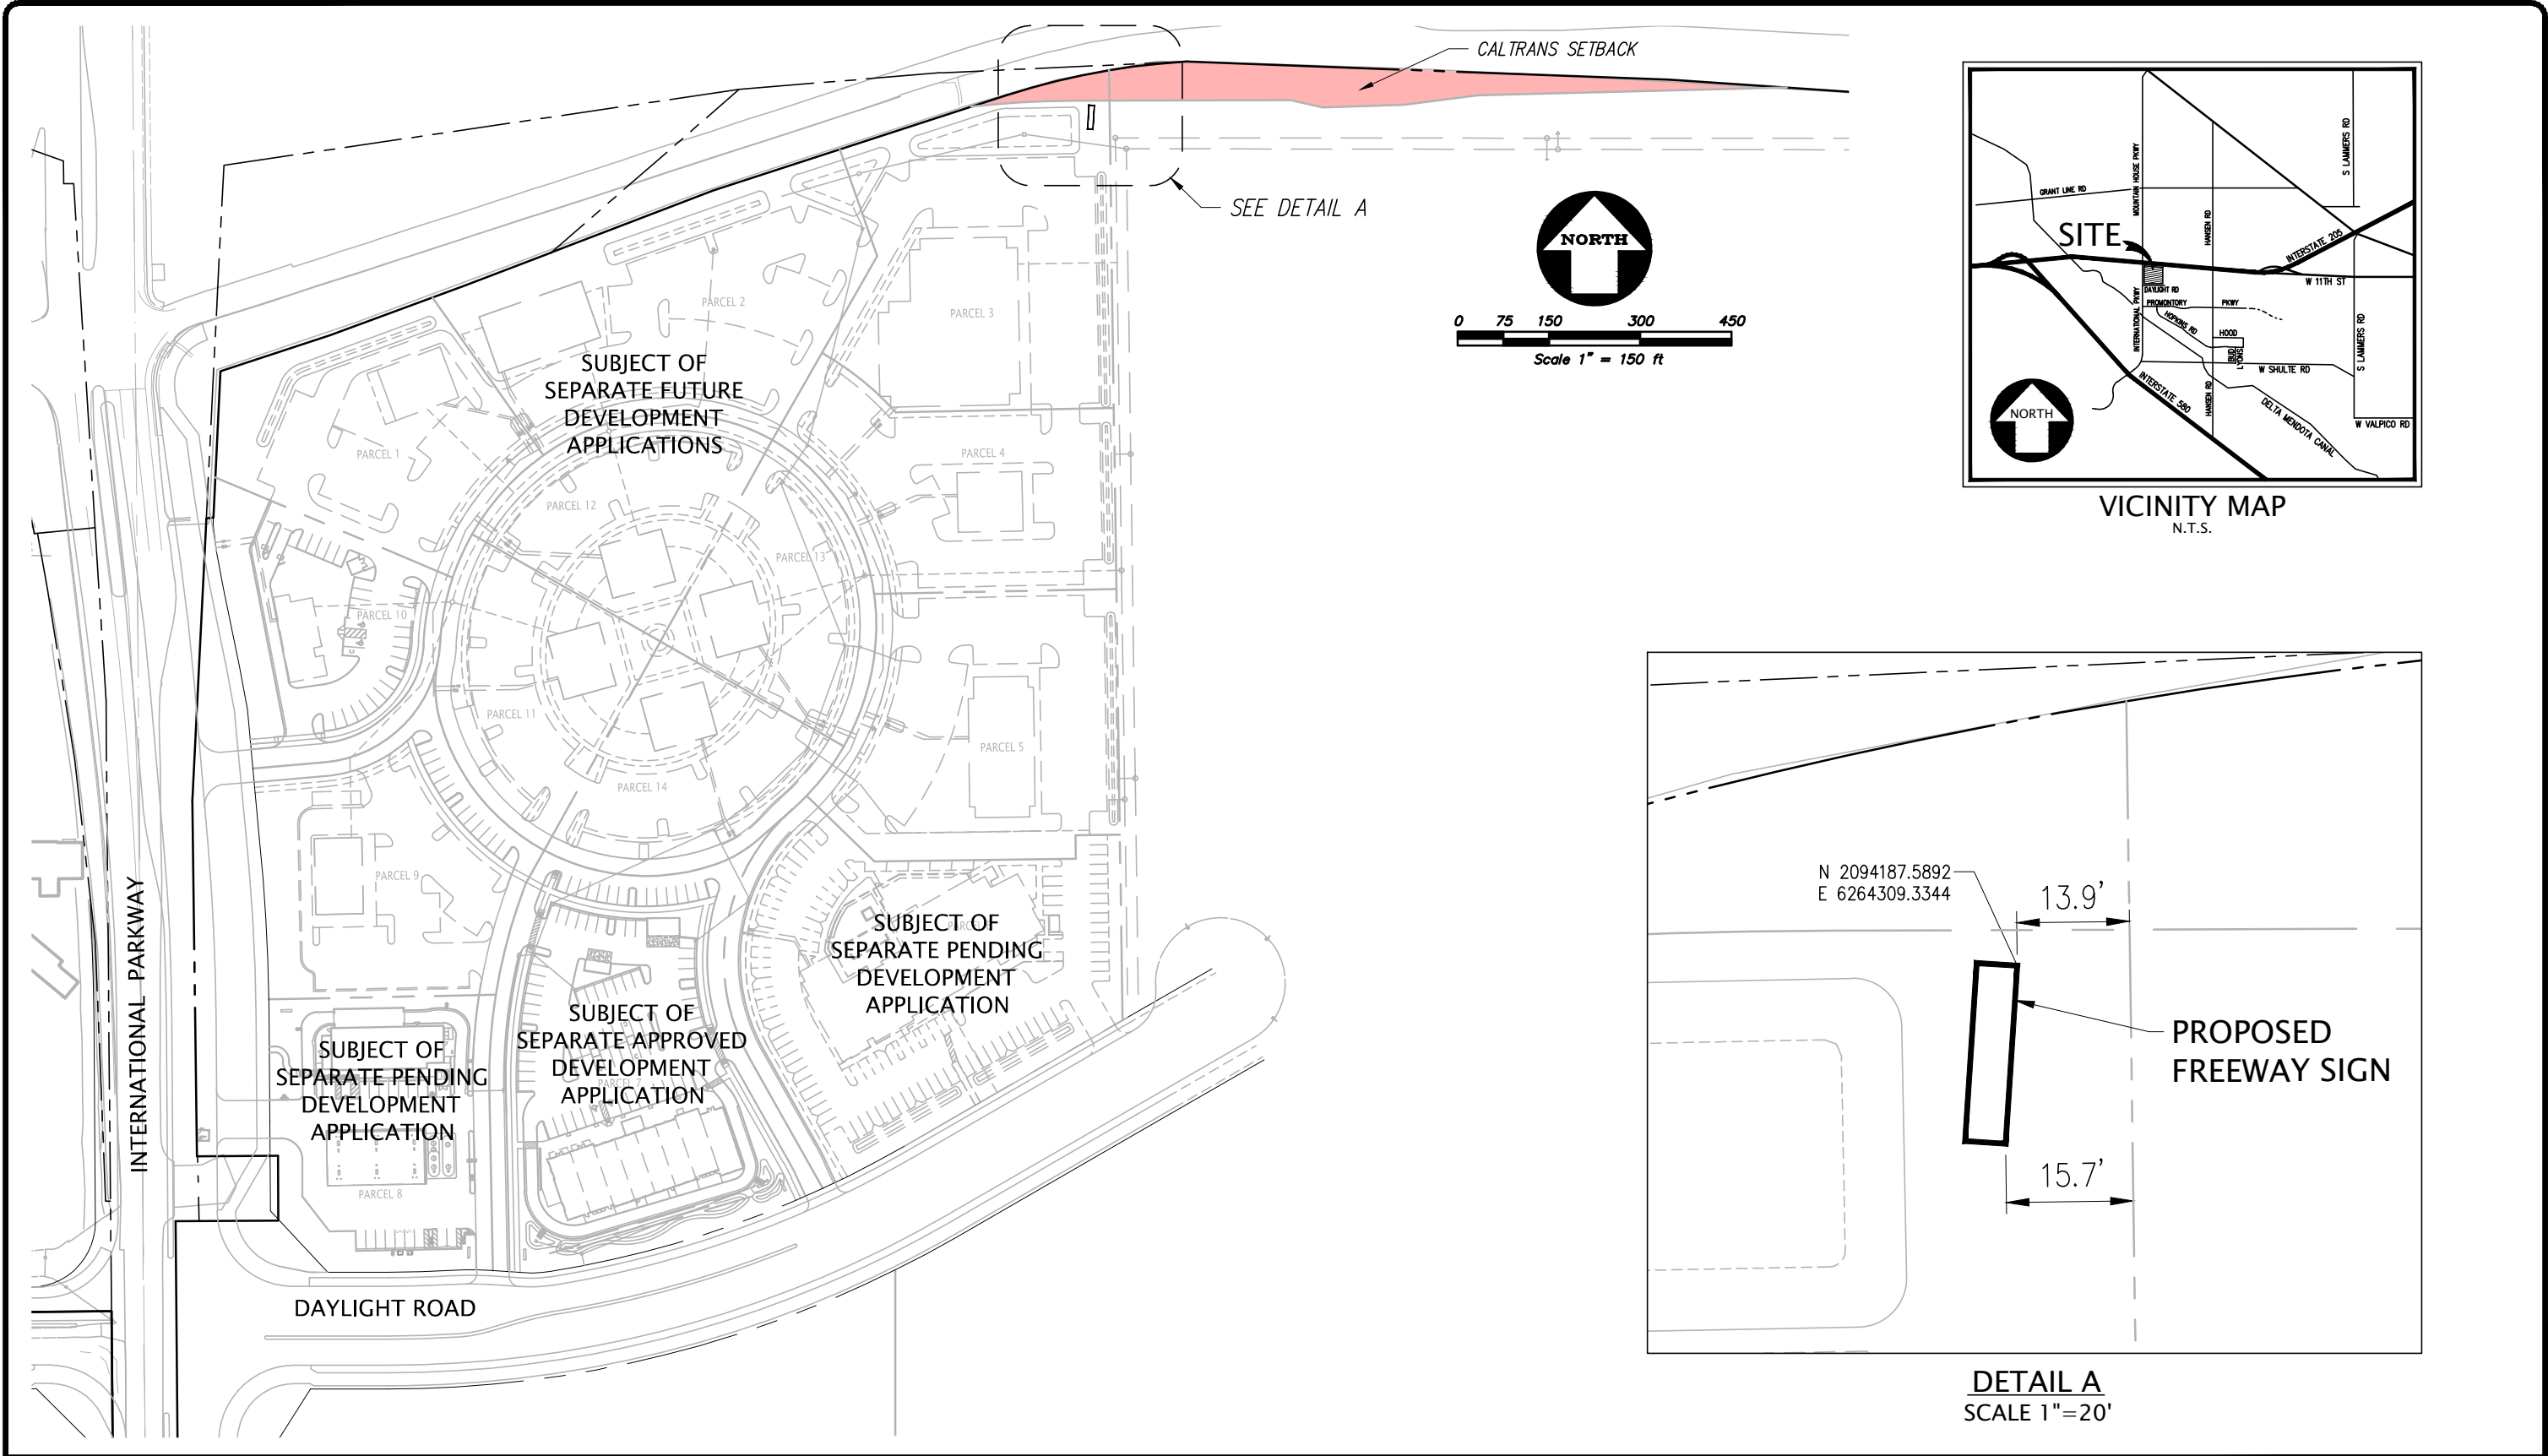 CALTRANS SETBACK
SEE DETAIL A
NORTH
0 75 150 300 450
Scale 1" = 150 ft
S LAMMERS RD
MOUNTAIN HOUSE PKWY
GRANT LINE RD
HANSEN RD
SITE
INTERSTATE 205
W 11TH ST
DAYLIGHT RD
PROMONTORY PKWY
INTERNATIONAL PKWY
HOPKINS RD
HOOD
BUD
LYONS
S LAMMERS RD
W SHULTE RD
INTERSTATE 580
HANSEN RD
DELTA MENDOTA CANAL
W VALPICO RD
NORTH
VICINITY MAP
N.T.S.
PARCEL 2
PARCEL 3
SUBJECT OF
SEPARATE FUTURE
DEVELOPMENT
APPLICATIONS
PARCEL 1
PARCEL 4
PARCEL 12
PARCEL 13
PARCEL 10
PARCEL 11
PARCEL 5
PARCEL 14
PARCEL 9
INTERNATIONAL PARKWAY
SUBJECT OF
SEPARATE PENDING
DEVELOPMENT
APPLICATION
SUBJECT OF
SEPARATE APPROVED
DEVELOPMENT
APPLICATION
PARCEL 7
SUBJECT OF
SEPARATE PENDING
DEVELOPMENT
APPLICATION
PARCEL 8
DAYLIGHT ROAD
N 2094187.5892
E 6264309.3344
13.9'
PROPOSED
FREEWAY SIGN
15.7'
DETAIL A
SCALE 1"=20'